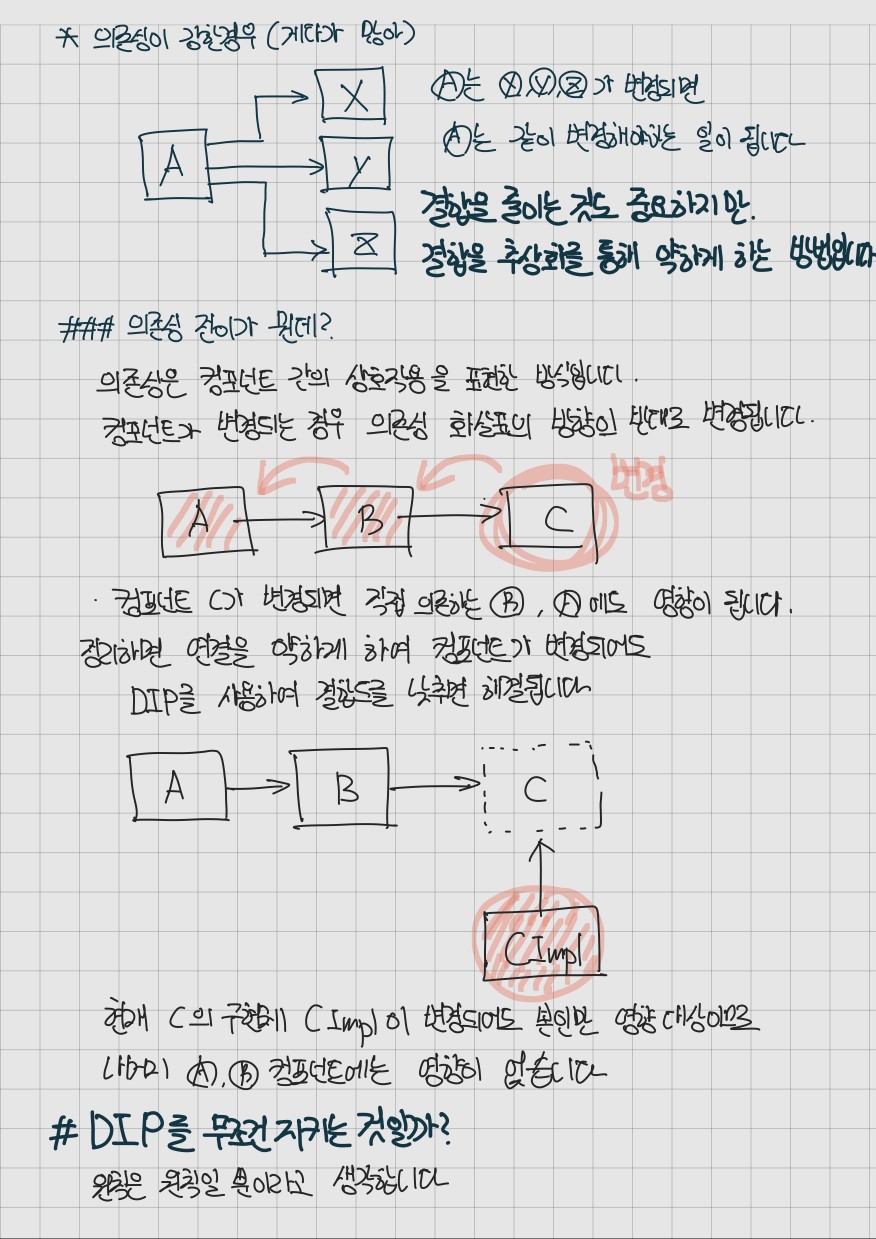 * 의존성이 강한경우 (게다가 많아)
X
A는 X, Y, Z가 변경되면
A
Y
A는 같이 변경해야하는 일이 됩니다
Z
결합을 줄이는 것도 중요하지만.
결합을 추상화를 통해 약하게 하는 방법입니다
### 의존성 전이가 뭔데?
의존성은 컴포넌트 간의 상호작용을 표현한 방식입니다.
컴포넌트가 변경되는 경우 의존성 화살표의 방향의 반대로 변경됩니다.
변경
A B C
· 컴포넌트 C가 변경되면 직접 의존하는 B, A에도 영향이 됩니다.
정리하면 연결을 약하게 하여 컴포넌트가 변경되어도
DIP를 사용하여 결합도를 낮춰면 해결됩니다
A B C
CImpl
현재 C의 구현체 CImpl이 변경되어도 본인만 영향 대상이므로
나머지 A, B 컴포넌트에는 영향이 없습니다
# DIP를 무조건 지키는 것일까?
원칙은 원칙일 뿐이라고 생각합니다